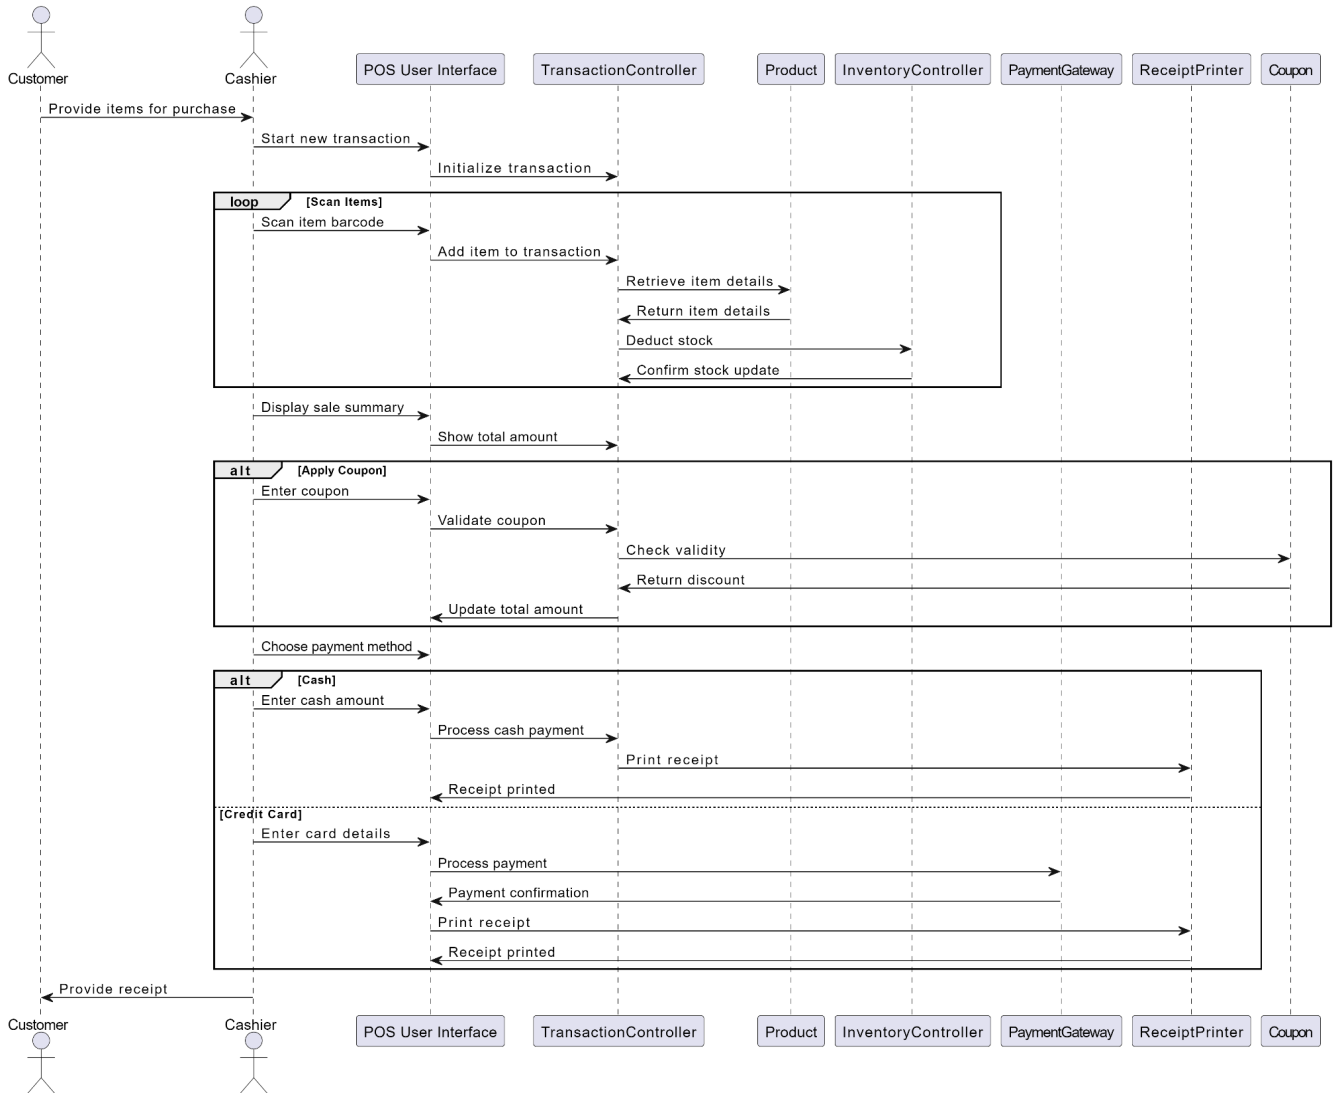 Customer
Cashier
POS User Interface
TransactionController
Product
InventoryController
PaymentGateway
ReceiptPrinter
Coupon
Provide items for purchase
Start new transaction
Initialize transaction
loop [Scan Items]
Scan item barcode
Add item to transaction
Retrieve item details
Return item details
Deduct stock
Confirm stock update
Display sale summary
Show total amount
alt [Apply Coupon]
Enter coupon
Validate coupon
Check validity
Return discount
Update total amount
Choose payment method
alt [Cash]
Enter cash amount
Process cash payment
Print receipt
Receipt printed
[Credit Card]
Enter card details
Process payment
Payment confirmation
Print receipt
Receipt printed
Provide receipt
Customer
Cashier
POS User Interface
TransactionController
Product
InventoryController
PaymentGateway
ReceiptPrinter
Coupon